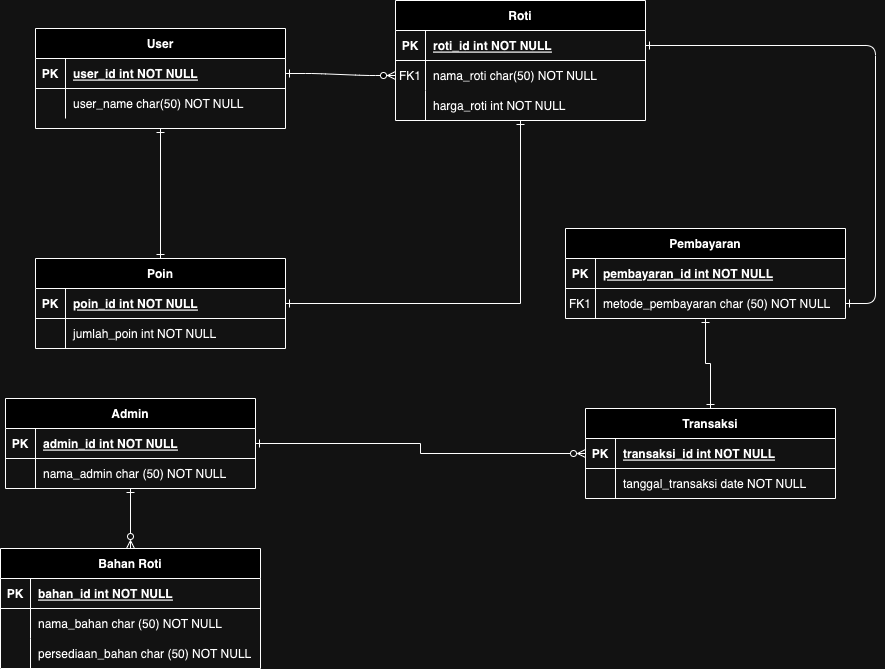 Roti
PK roti_id int NOT NULL
FK1 nama_roti char(50) NOT NULL
harga_roti int NOT NULL
User
PK user_id int NOT NULL
user_name char(50) NOT NULL
Pembayaran
PK pembayaran_id int NOT NULL
FK1 metode_pembayaran char (50) NOT NULL
Poin
PK poin_id int NOT NULL
jumlah_poin int NOT NULL
Admin
PK admin_id int NOT NULL
nama_admin char (50) NOT NULL
Transaksi
PK transaksi_id int NOT NULL
tanggal_transaksi date NOT NULL
Bahan Roti
PK bahan_id int NOT NULL
nama_bahan char (50) NOT NULL
persediaan_bahan char (50) NOT NULL